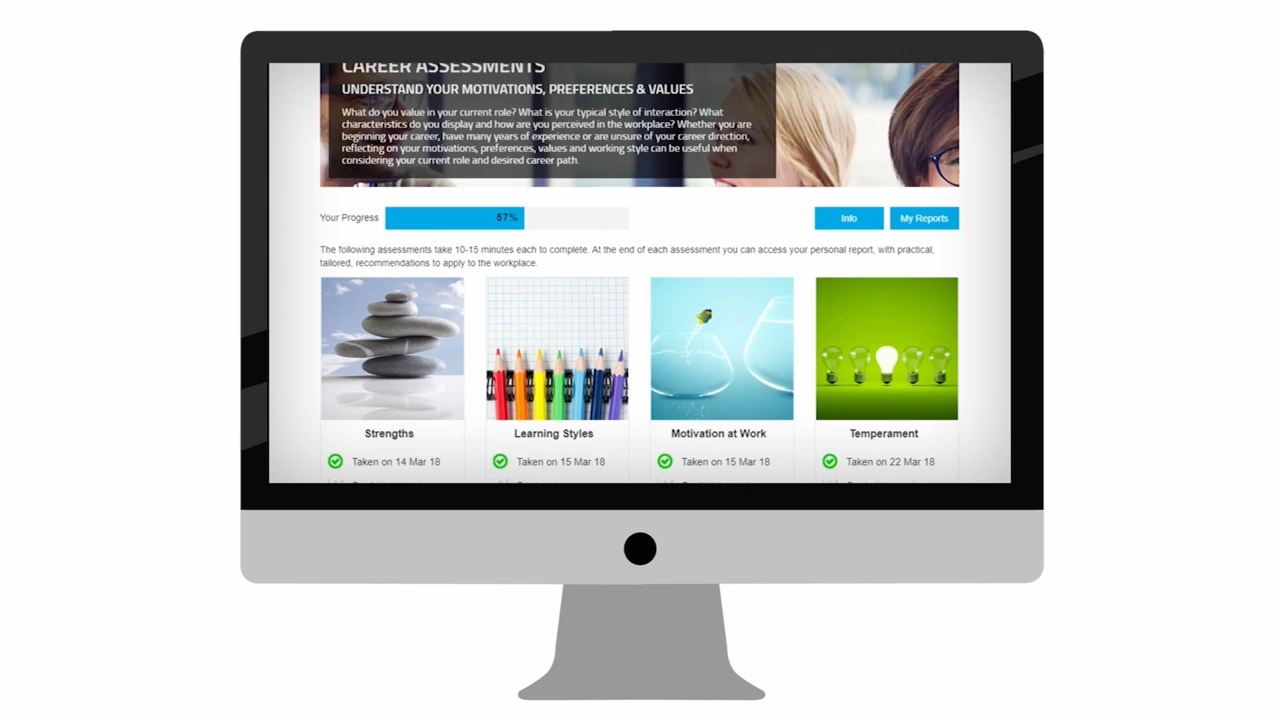 CAREER ASSESSMENTS
UNDERSTAND YOUR MOTIVATIONS, PREFERENCES & VALUES
What do you value in your current role? What is your typical style of interaction? What
characteristics do you display and how are you perceived in the workplace? Whether you are
beginning your career, have many years of experience or are unsure of your career direction,
reflecting on your motivations, preferences, values and working style can be useful when
considering your current role and desired career path.
Your Progress 57% Info My Reports
The following assessments take 10-15 minutes each to complete. At the end of each assessment you can access your personal report, with practical,
tailored, recommendations to apply to the workplace.
Strengths Learning Styles Motivation at Work Temperament
Taken on 14 Mar 18 Taken on 15 Mar 18 Taken on 15 Mar 18 Taken on 22 Mar 18